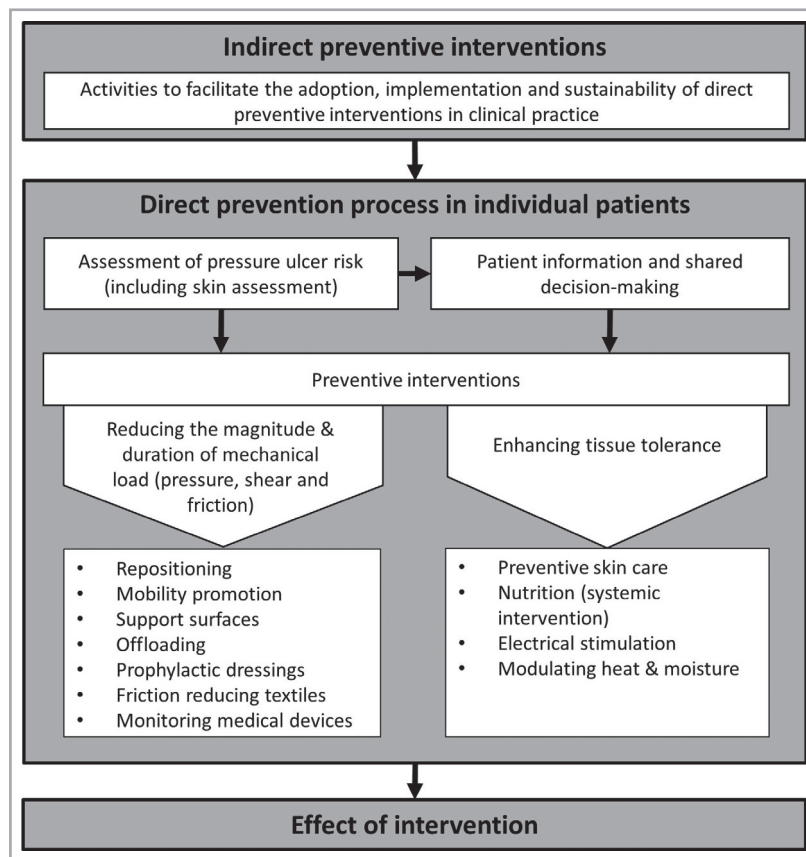 Indirect preventive interventions
Activities to facilitate the adoption, implementation and sustainability of direct
preventive interventions in clinical practice
Direct prevention process in individual patients
Assessment of pressure ulcer risk
(including skin assessment)
Patient information and shared
decision-making
Preventive interventions
Reducing the magnitude &
duration of mechanical
load (pressure, shear and
friction)
Enhancing tissue tolerance
• Repositioning
• Mobility promotion
• Support surfaces
• Offloading
• Prophylactic dressings
• Friction reducing textiles
• Monitoring medical devices
• Preventive skin care
• Nutrition (systemic
intervention)
• Electrical stimulation
• Modulating heat & moisture
Effect of intervention